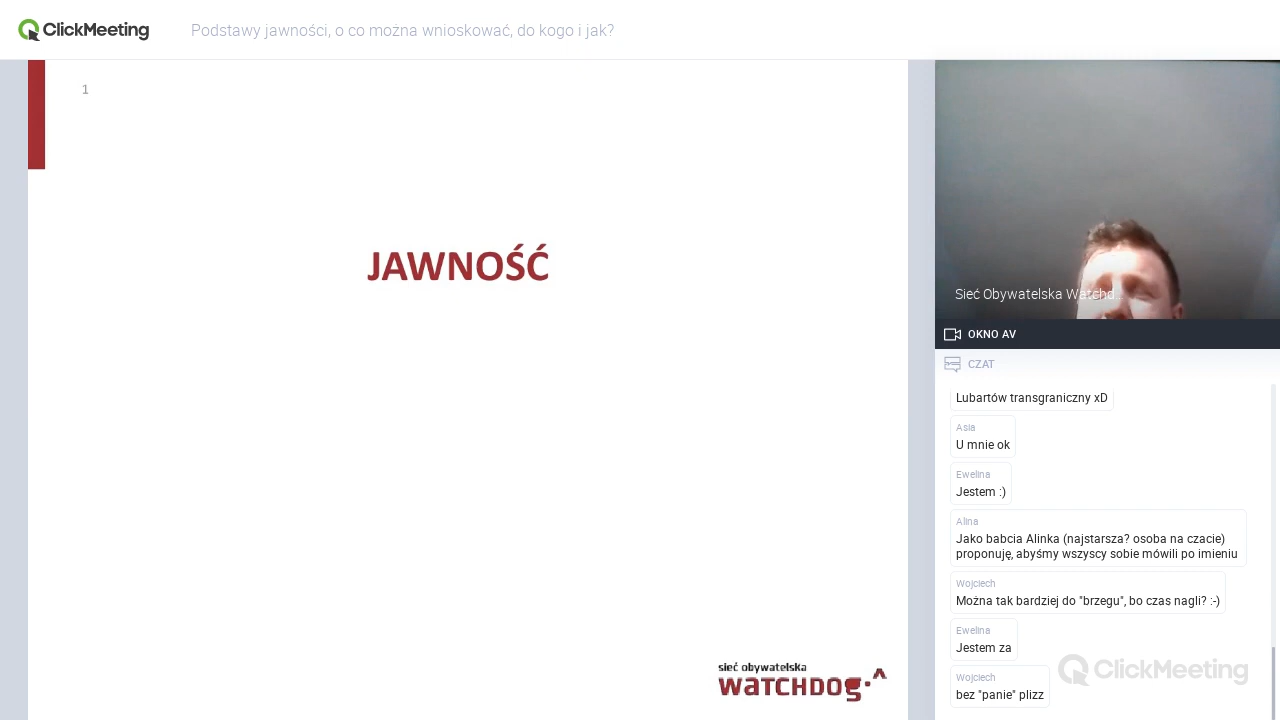 ClickMeeting
Podstawy jawności, o co można wnioskować, do kogo i jak?
1
JAWNOŚĆ
sieć obywatelska
WATCHDOG
Sieć Obywatelska Watchd...
OKNO AV
CZAT
Lubartów transgraniczny xD
Asia
U mnie ok
Ewelina
Jestem :)
Alina
Jako babcia Alinka (najstarsza? osoba na czacie)
proponuję, abyśmy wszyscy sobie mówili po imieniu
Wojciech
Można tak bardziej do "brzegu", bo czas nagli? :-)
Ewelina
Jestem za
Wojciech
bez "panie" plizz
ClickMeeting